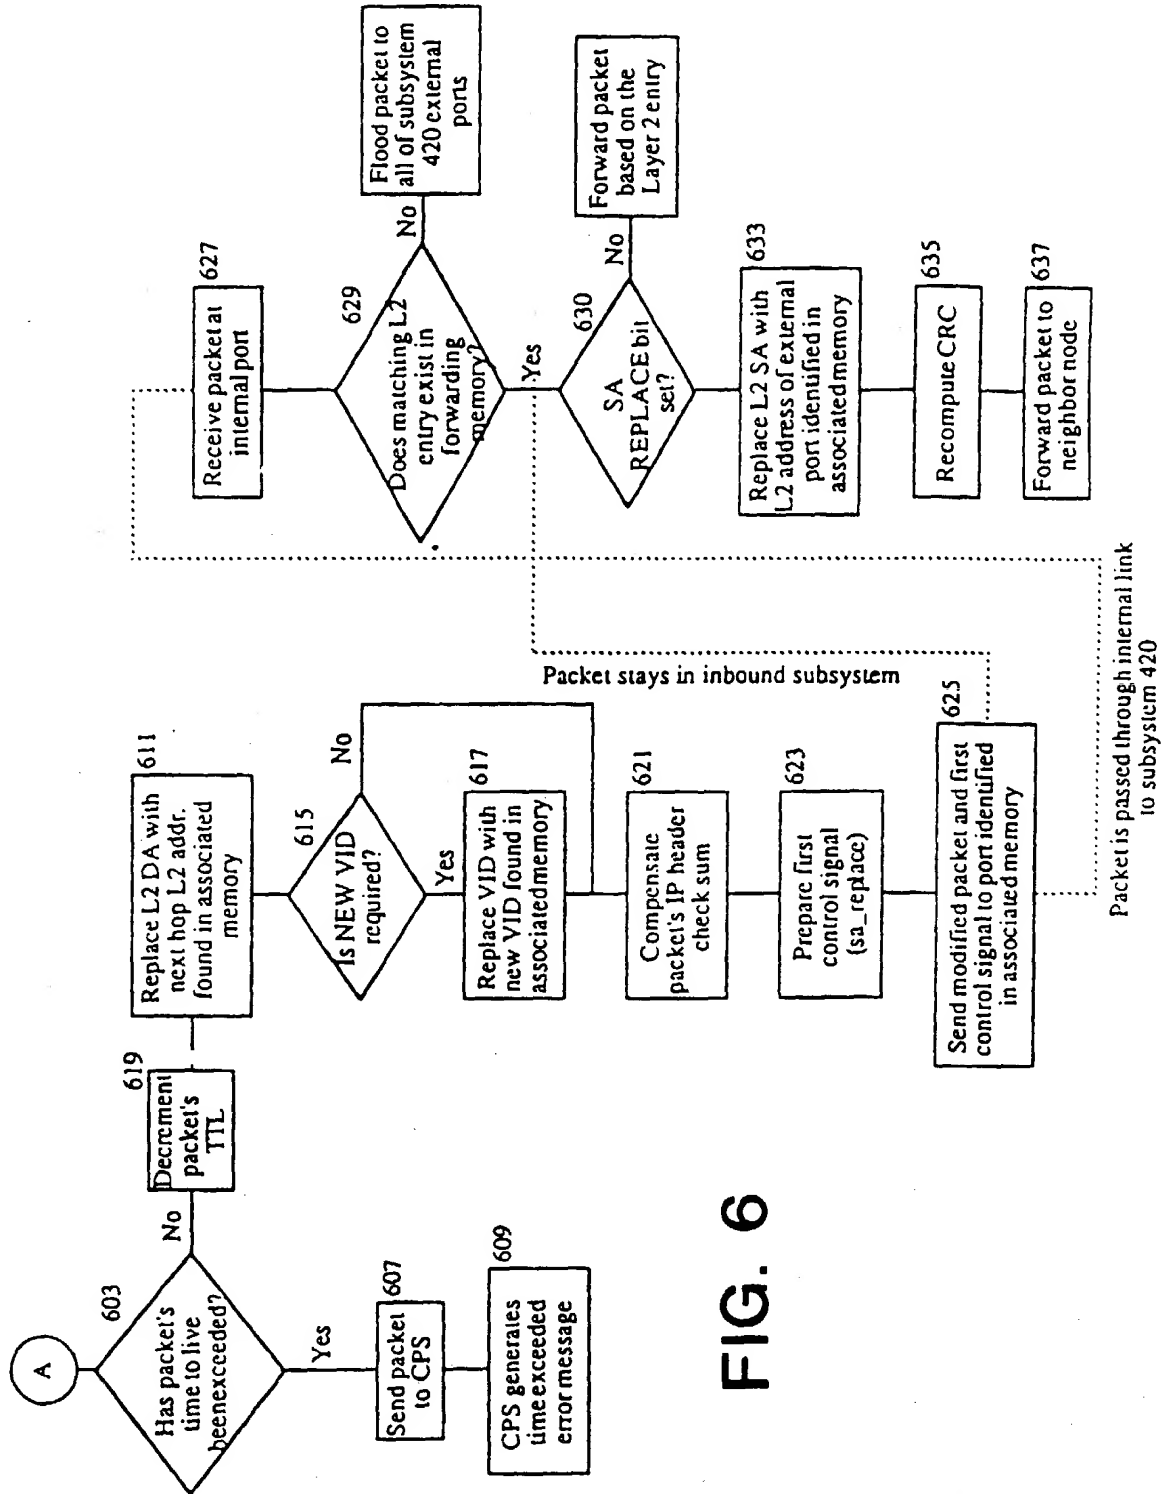 A
603
Has packet's
time to live
beenexceeded?
No
Yes
607
Send packet
to CPS
609
CPS generates
time exceeded
error message
619
Decrement
packet's
TTL
611
Replace L2 DA with
next hop L2 addr.
found in associated
memory
615
Is NEW VID
required?
No
Yes
617
Replace VID with
new VID found in
associated memory
621
Compensate
packet's IP header
check sum
623
Prepare first
control signal
(sa_replace)
625
Send modified packet and first
control signal to port identified
in associated memory
Packet stays in inbound subsystem
Packet is passed through internal link
to subsystem 420
627
Receive packet at
internal port
629
Does matching L2
entry exist in
forwarding
memory?
No
Flood packet to
all of subsystem
420 external
ports
Yes
630
SA
REPLACE bit
set?
No
Forward packet
based on the
Layer 2 entry
633
Replace L2 SA with
L2 address of external
port identified in
associated memory
635
Recompute CRC
637
Forward packet to
neighbor node
FIG. 6